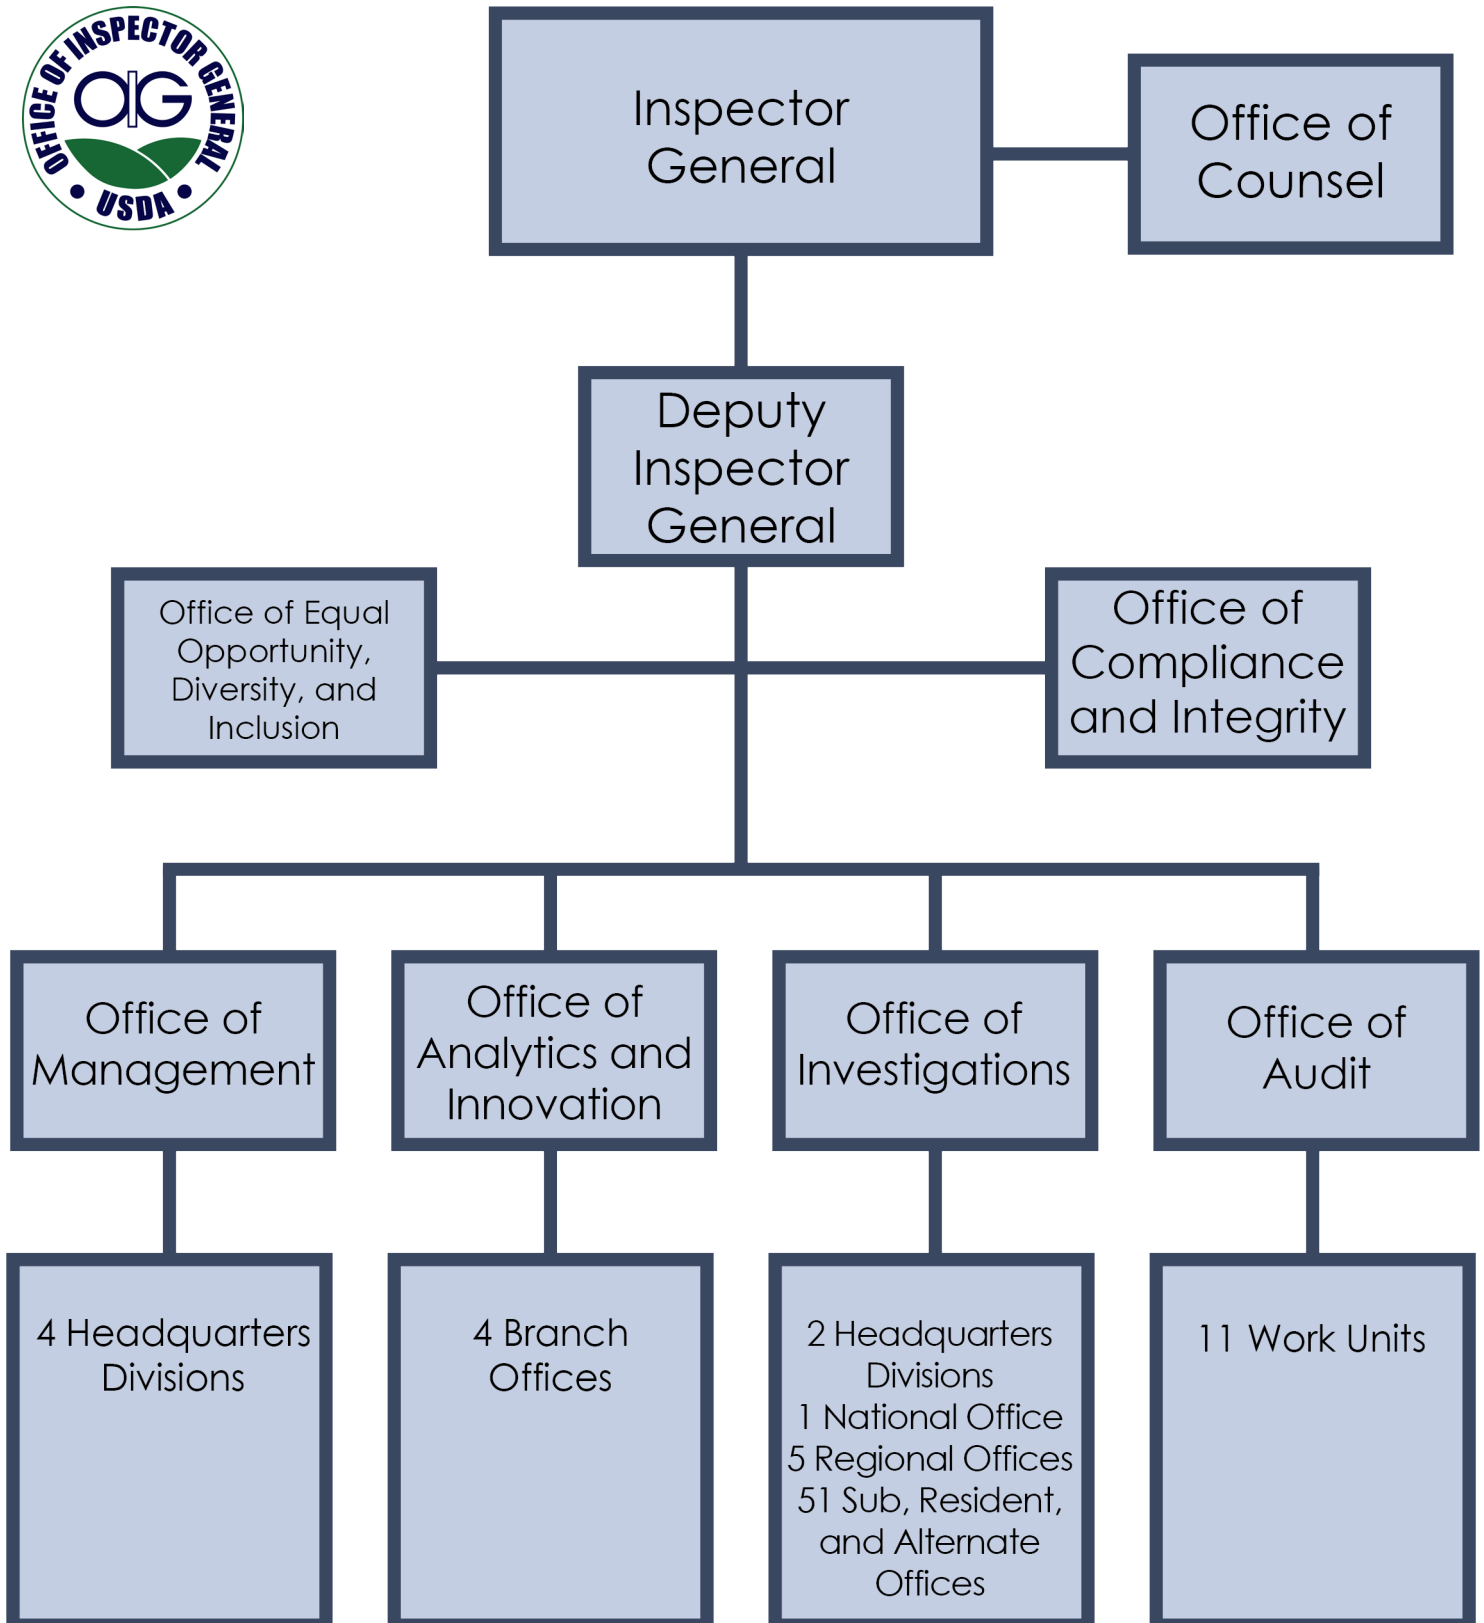 OFFICE OF INSPECTOR GENERAL
OIG
• USDA •
Inspector
General
Office of
Counsel
Deputy
Inspector
General
Office of Equal
Opportunity,
Diversity, and
Inclusion
Office of
Compliance
and Integrity
Office of
Management
Office of
Analytics and
Innovation
Office of
Investigations
Office of
Audit
4 Headquarters
Divisions
4 Branch
Offices
2 Headquarters
Divisions
1 National Office
5 Regional Offices
51 Sub, Resident,
and Alternate
Offices
11 Work Units